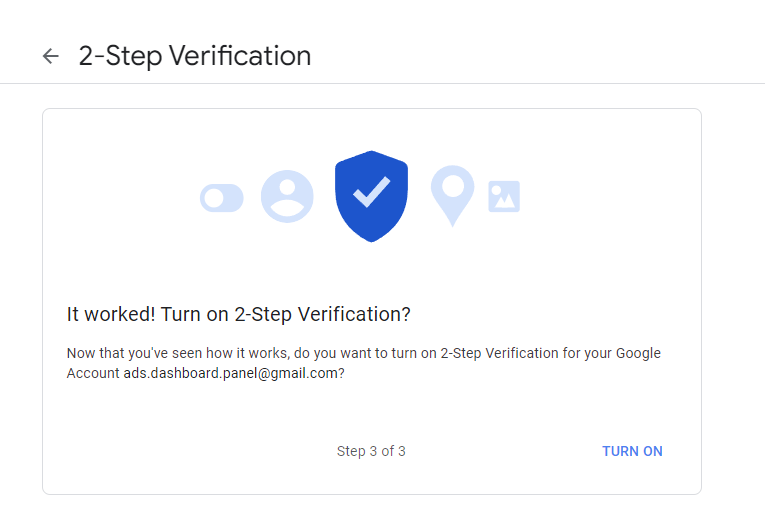 2-Step Verification
It worked! Turn on 2-Step Verification?
Now that you've seen how it works, do you want to turn on 2-Step Verification for your Google
Account ads.dashboard.panel@gmail.com?
Step 3 of 3
TURN ON